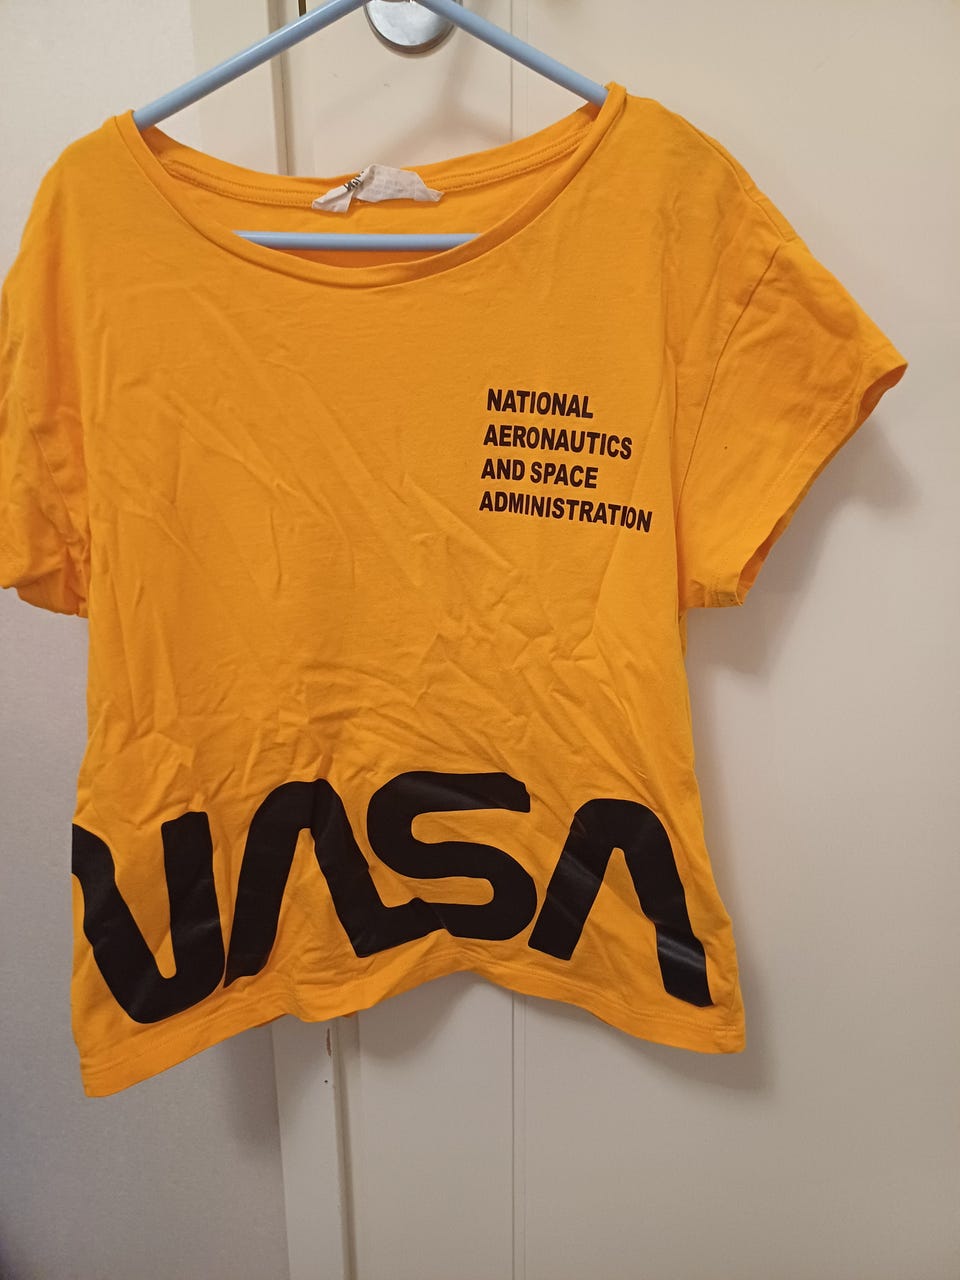 NATIONAL
AERONAUTICS
AND SPACE
ADMINISTRATION
NASA